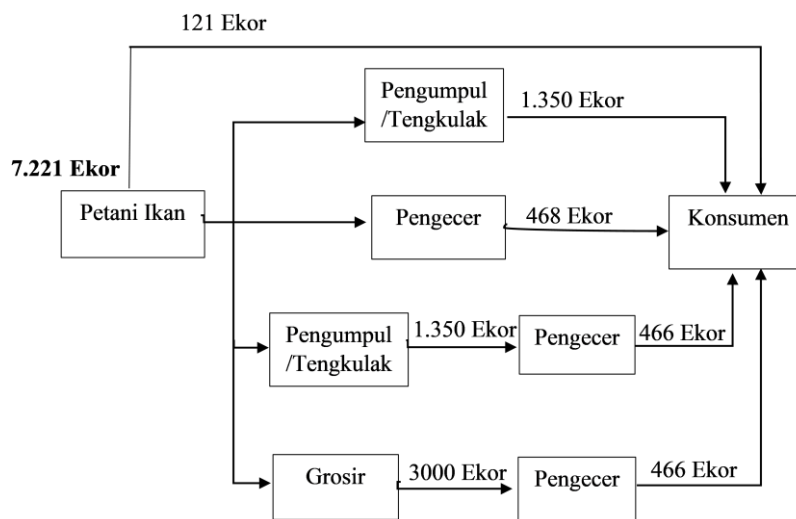 121 Ekor
Pengumpul
/Tengkulak
1.350 Ekor
7.221 Ekor
Petani Ikan
Pengecer
468 Ekor
Konsumen
Pengumpul
/Tengkulak
1.350 Ekor
Pengecer
466 Ekor
Grosir
3000 Ekor
Pengecer
466 Ekor